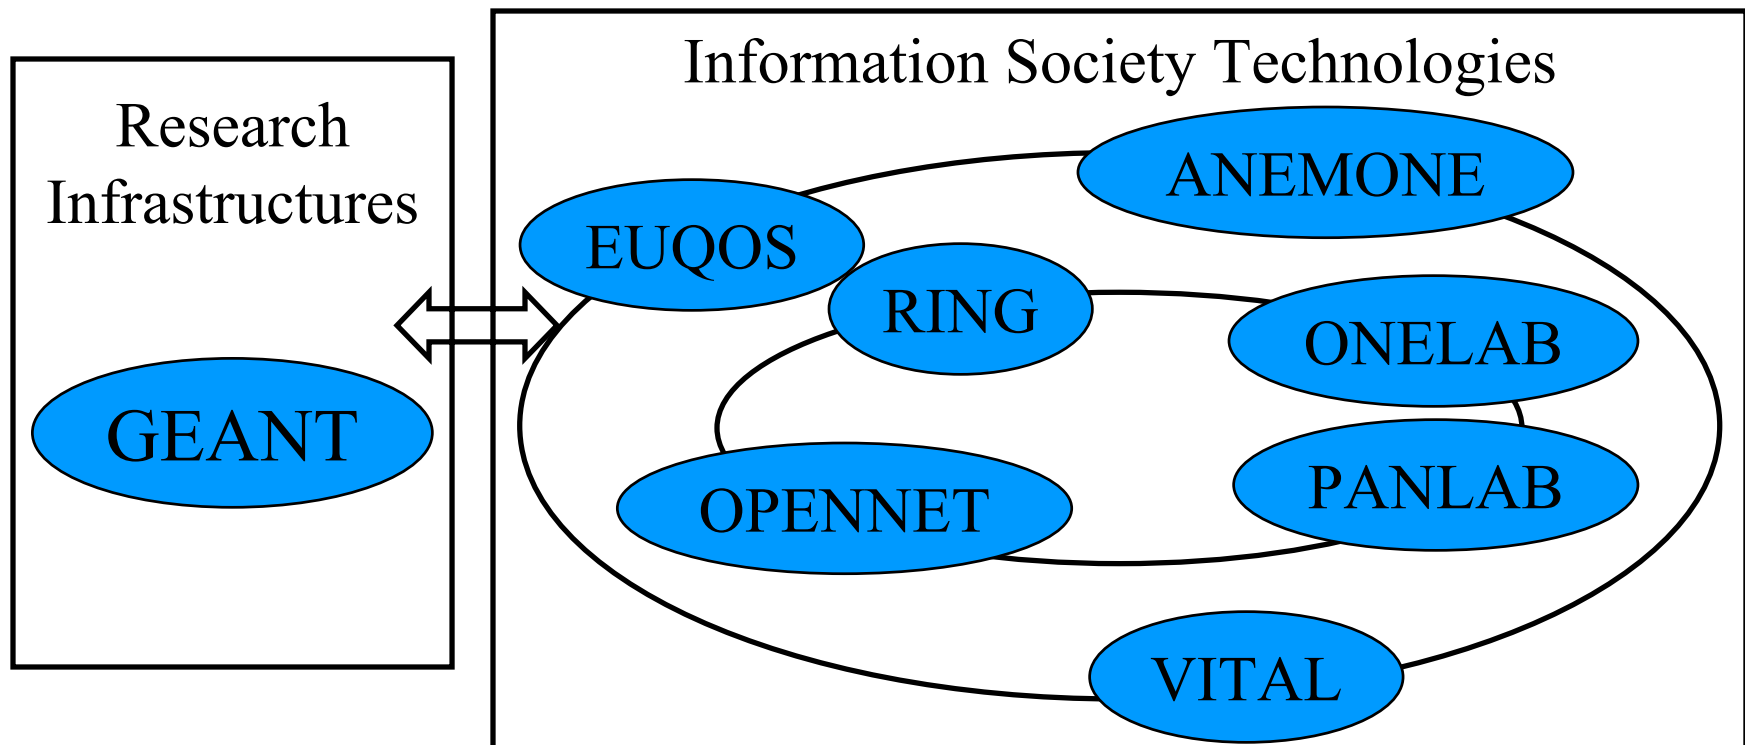 Research
Infrastructures
GEANT
Information Society Technologies
ANEMONE
EUQOS
RING
ONELAB
PANLAB
OPENNET
VITAL